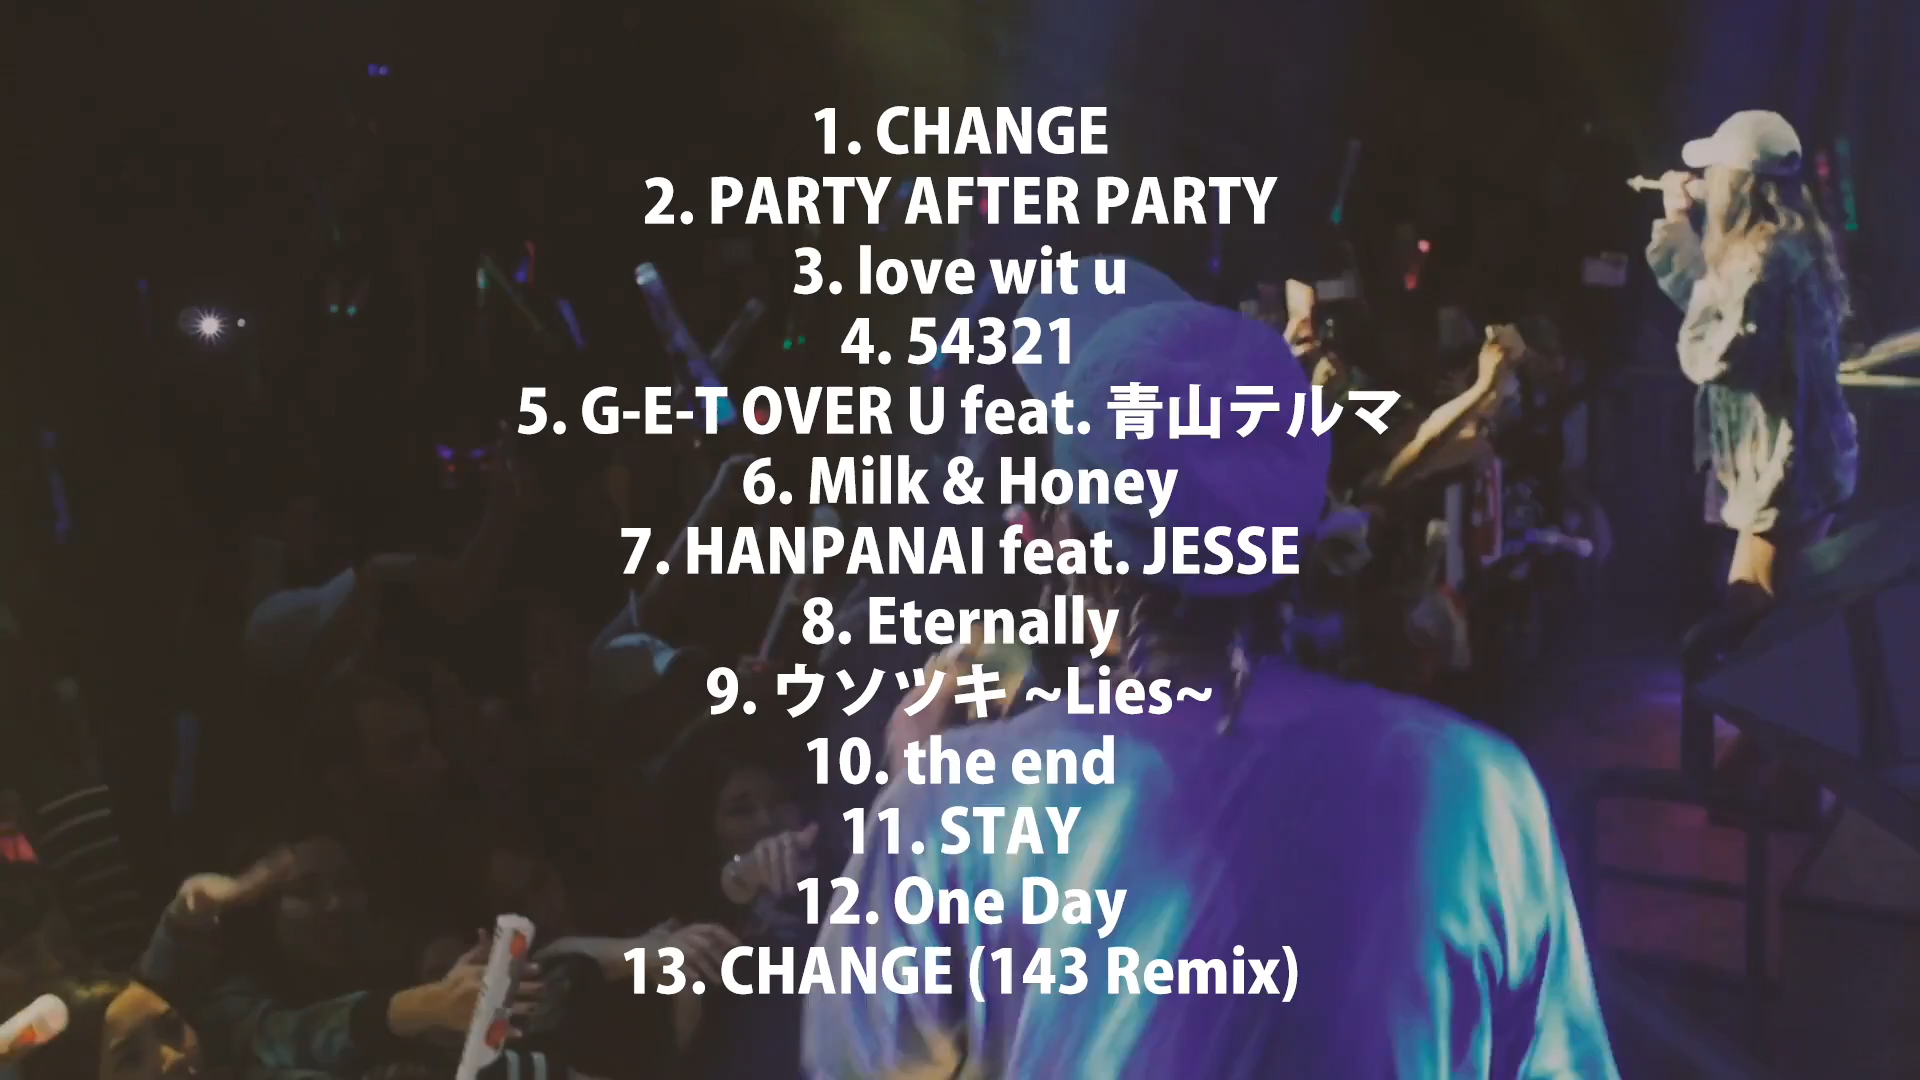 1. CHANGE
2. PARTY AFTER PARTY
3. love wit u
4. 54321
5. G-E-T OVER U feat. 青山テルマ
6. Milk & Honey
7. HANPANAI feat. JESSE
8. Eternally
9. ウソツキ ~Lies~
10. the end
11. STAY
12. One Day
13. CHANGE (143 Remix)